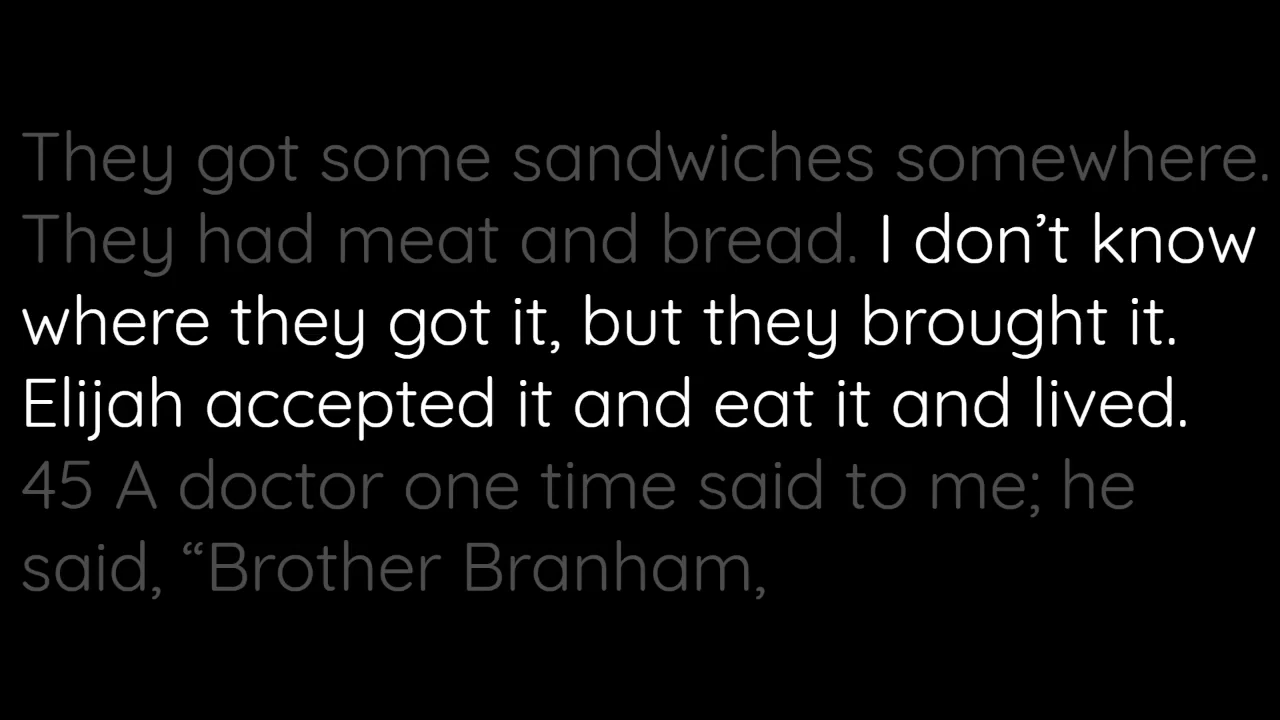 They got some sandwiches somewhere.
They had meat and bread. I don’t know
where they got it, but they brought it.
Elijah accepted it and eat it and lived.
45 A doctor one time said to me; he
said, “Brother Branham,